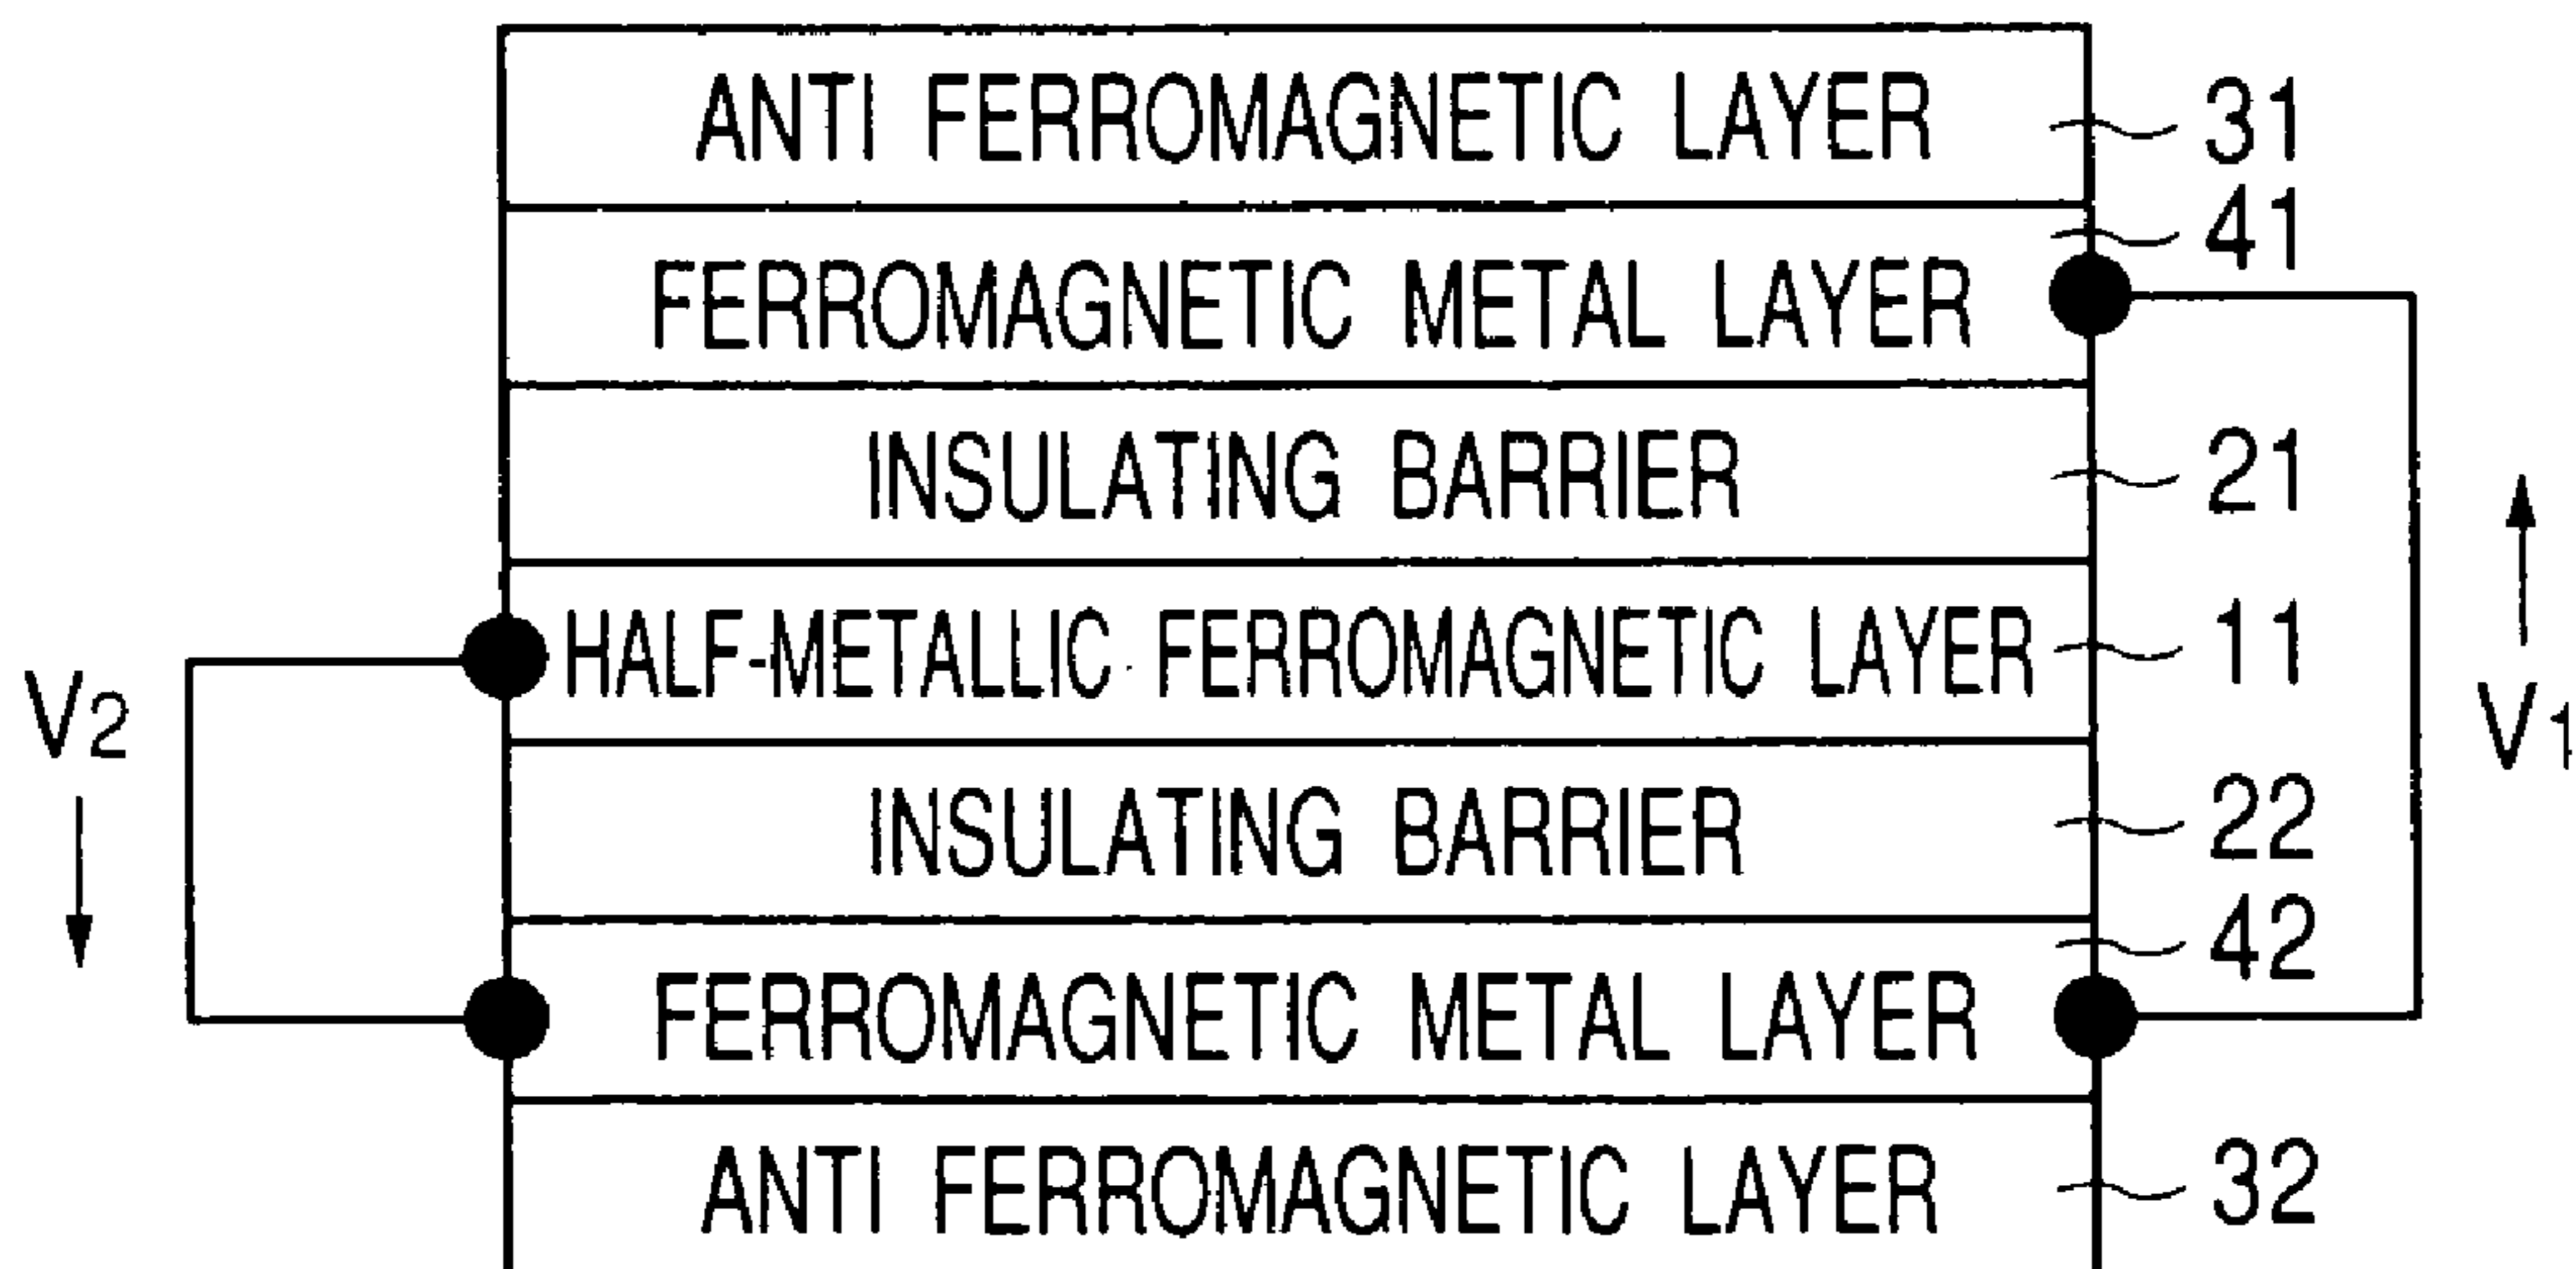 ANTI FERROMAGNETIC LAYER 31
41
FERROMAGNETIC METAL LAYER
INSULATING BARRIER 21
HALF-METALLIC FERROMAGNETIC LAYER 11
V2
V1
INSULATING BARRIER 22
42
FERROMAGNETIC METAL LAYER
ANTI FERROMAGNETIC LAYER 32